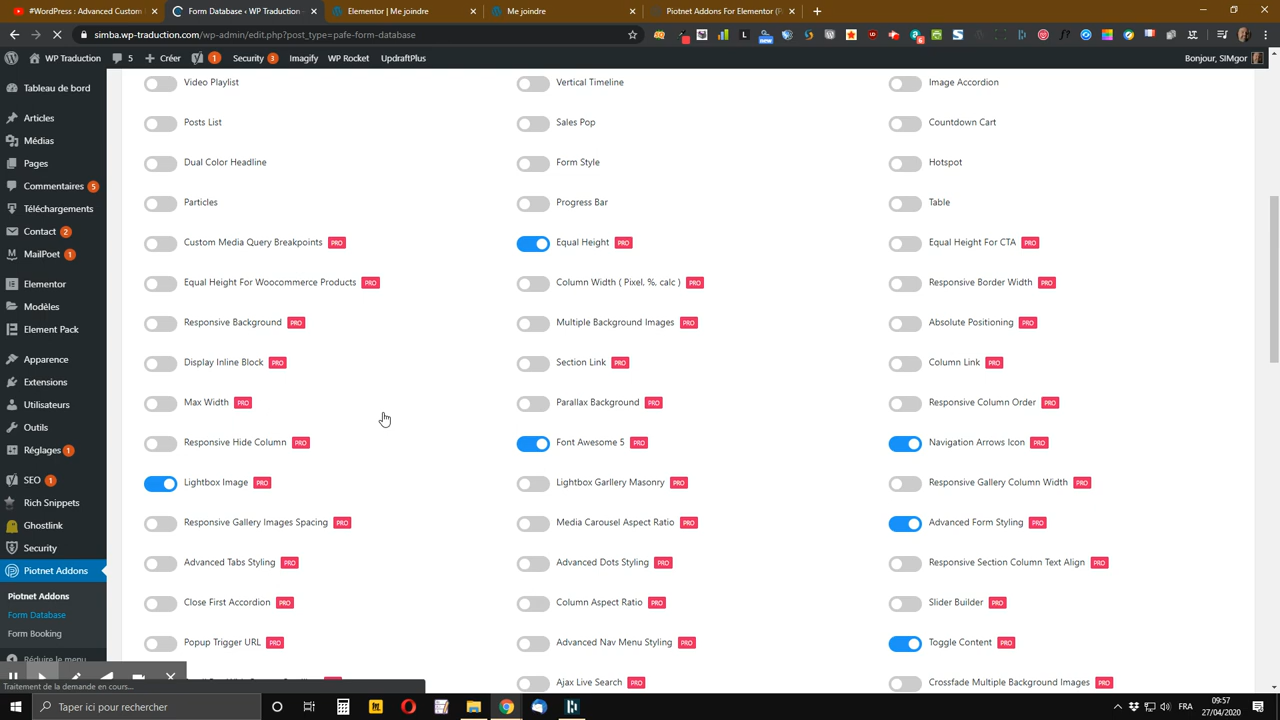 #WordPress : Advanced Custom
Form Database - WP Traduction -
Elementor | Me joindre
Me joindre
Piotnet Addons For Elementor (P
simba.wp-traduction.com/wp-admin/edit.php?post_type=pafe-form-database
WP Traduction
5
Créer
1
Security
3
Imagify
WP Rocket
UpdraftPlus
Bonjour, SIMgor
Tableau de bord
Articles
Médias
Pages
Commentaires 5
Téléchargements
Contact 2
MailPoet 1
Elementor
Modèles
Element Pack
Apparence
Extensions
Utilisateurs
Outils
Réglages 1
SEO 1
Rich Snippets
Ghostlink
Security
Piotnet Addons
Piotnet Addons
Form Database
Form Booking
Réduire le menu
Video Playlist
Vertical Timeline
Image Accordion
Posts List
Sales Pop
Countdown Cart
Dual Color Headline
Form Style
Hotspot
Particles
Progress Bar
Table
Custom Media Query Breakpoints PRO
Equal Height PRO
Equal Height For CTA PRO
Equal Height For Woocommerce Products PRO
Column Width ( Pixel, %, calc ) PRO
Responsive Border Width PRO
Responsive Background PRO
Multiple Background Images PRO
Absolute Positioning PRO
Display Inline Block PRO
Section Link PRO
Column Link PRO
Max Width PRO
Parallax Background PRO
Responsive Column Order PRO
Responsive Hide Column PRO
Font Awesome 5 PRO
Navigation Arrows Icon PRO
Lightbox Image PRO
Lightbox Garllery Masonry PRO
Responsive Gallery Column Width PRO
Responsive Gallery Images Spacing PRO
Media Carousel Aspect Ratio PRO
Advanced Form Styling PRO
Advanced Tabs Styling PRO
Advanced Dots Styling PRO
Responsive Section Column Text Align PRO
Close First Accordion PRO
Column Aspect Ratio PRO
Slider Builder PRO
Popup Trigger URL PRO
Advanced Nav Menu Styling PRO
Toggle Content PRO
Ajax Live Search PRO
Crossfade Multiple Background Images PRO
Traitement de la demande en cours...
Taper ici pour rechercher
FRA
09:57
27/04/2020